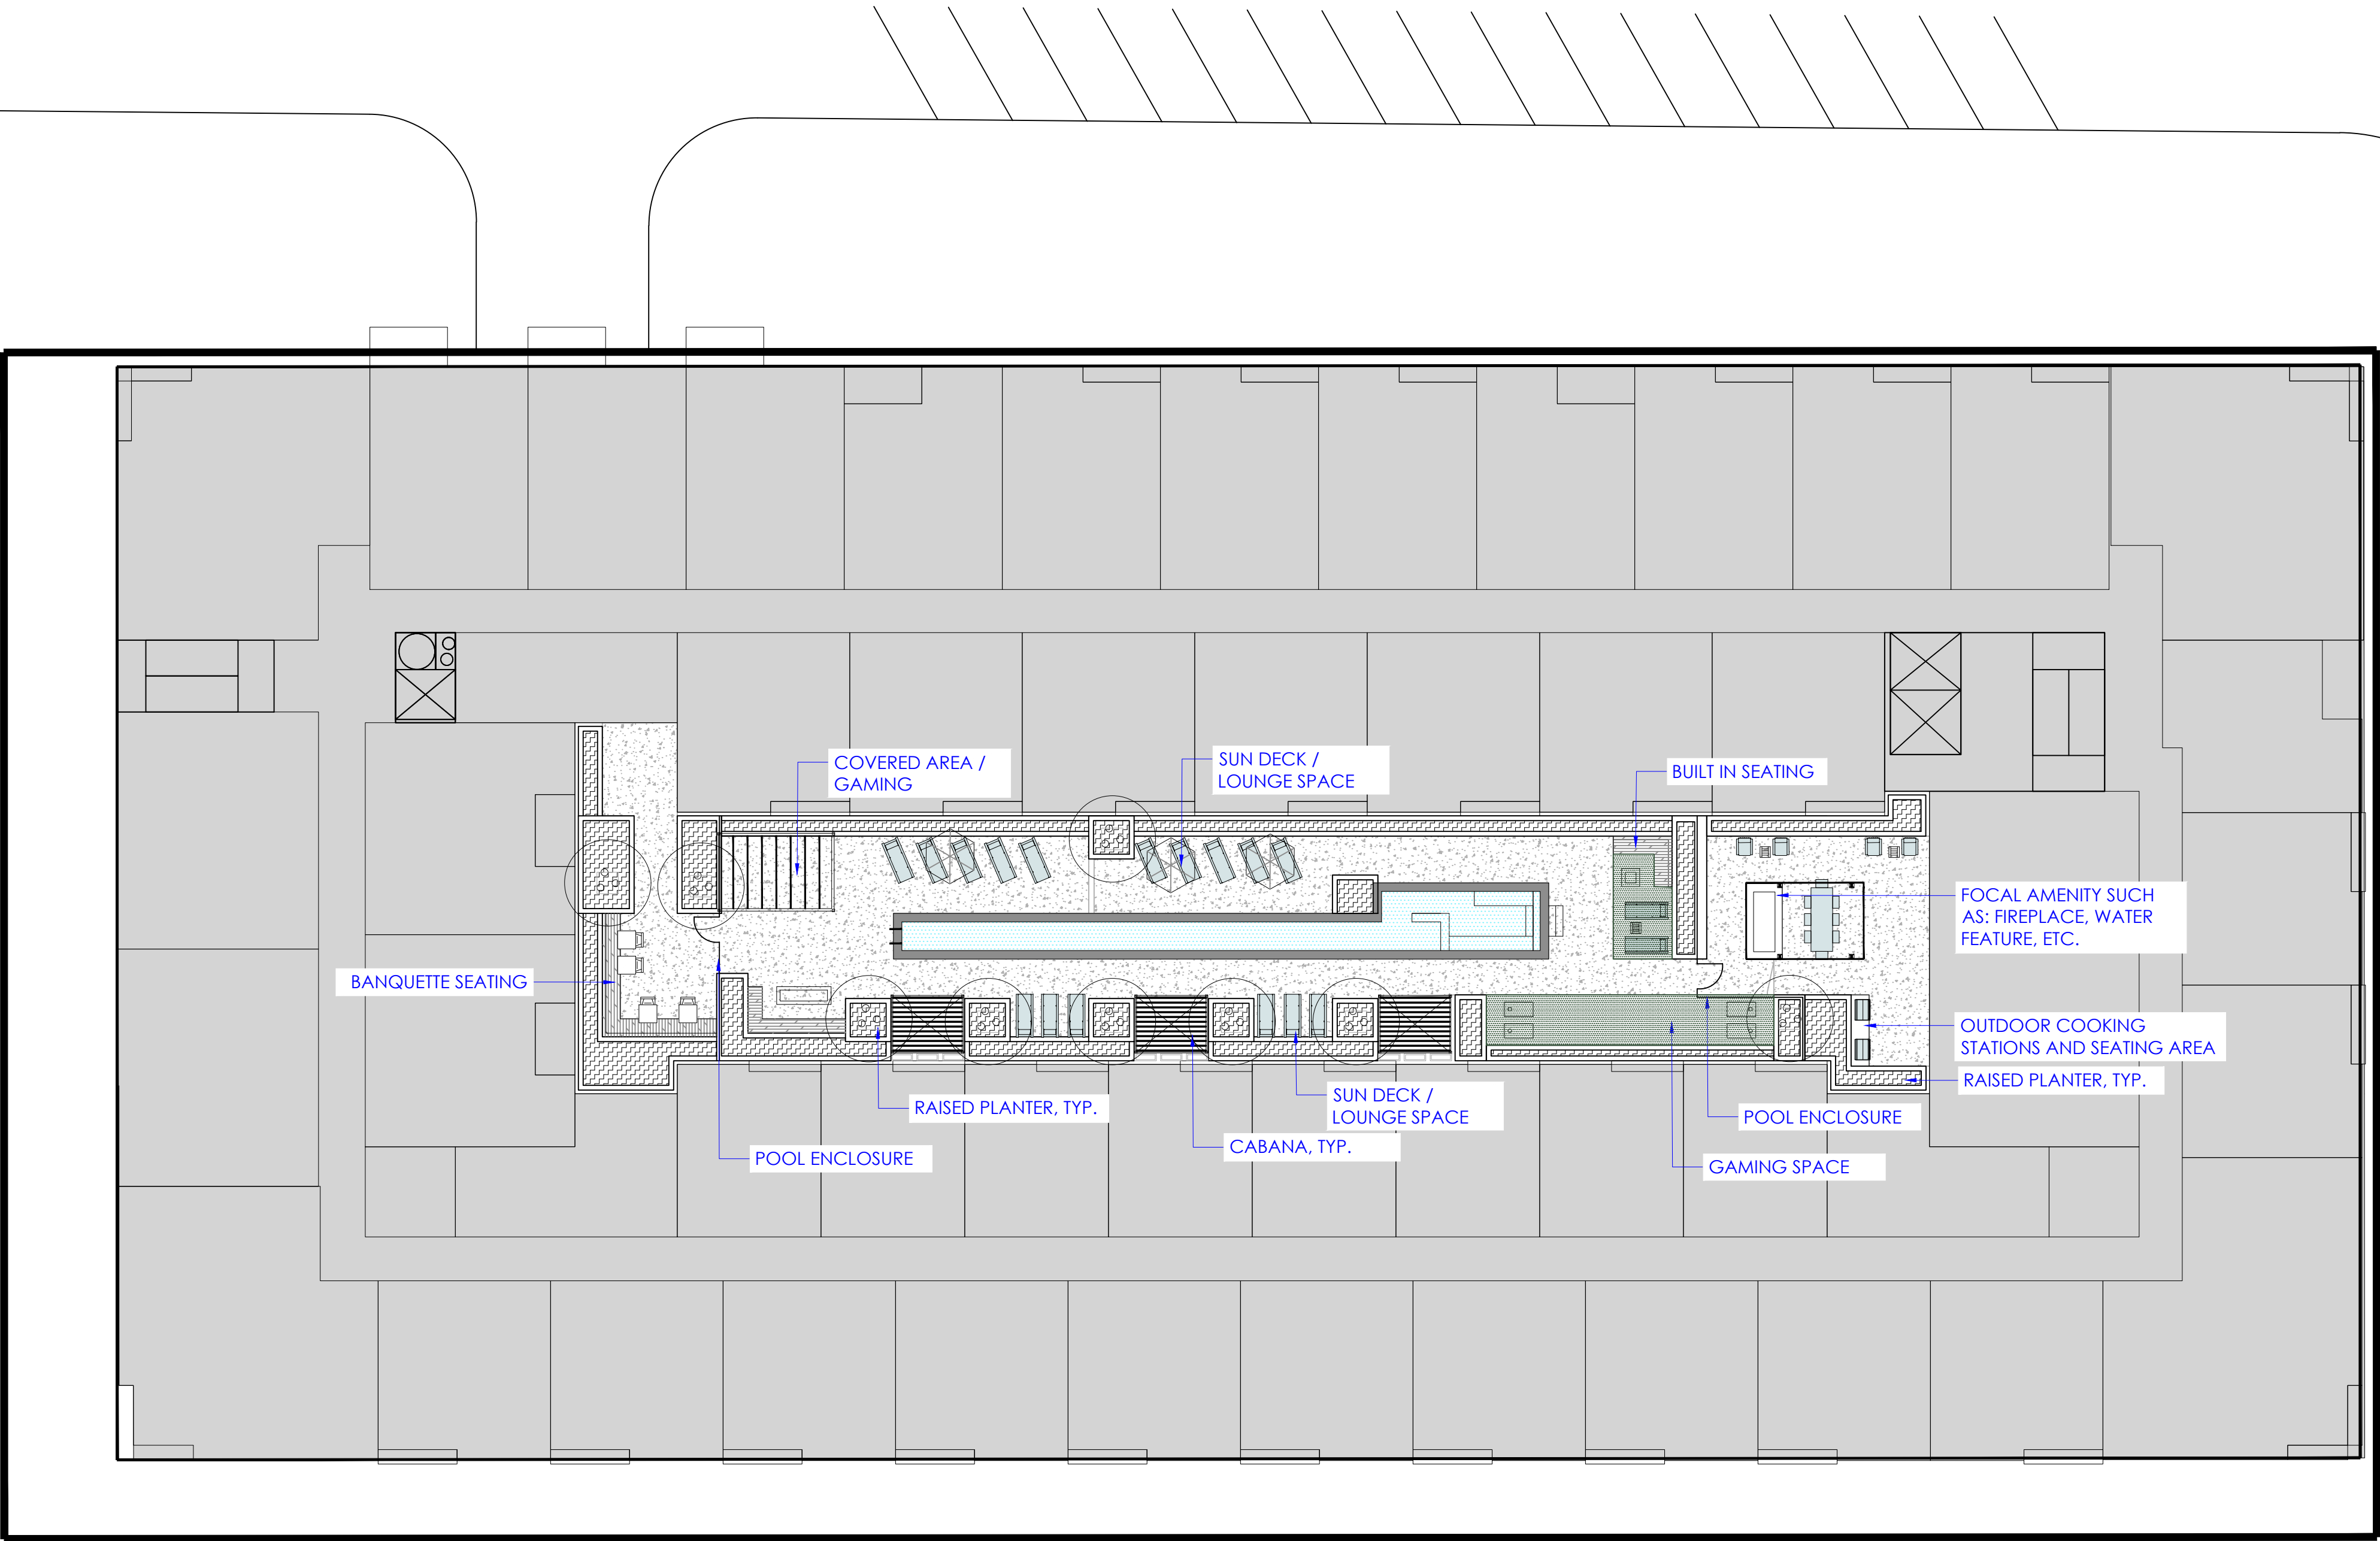 COVERED AREA /
GAMING
SUN DECK /
LOUNGE SPACE
BUILT IN SEATING
FOCAL AMENITY SUCH
AS: FIREPLACE, WATER
FEATURE, ETC.
BANQUETTE SEATING
OUTDOOR COOKING
STATIONS AND SEATING AREA
RAISED PLANTER, TYP.
RAISED PLANTER, TYP.
SUN DECK /
LOUNGE SPACE
POOL ENCLOSURE
CABANA, TYP.
POOL ENCLOSURE
GAMING SPACE